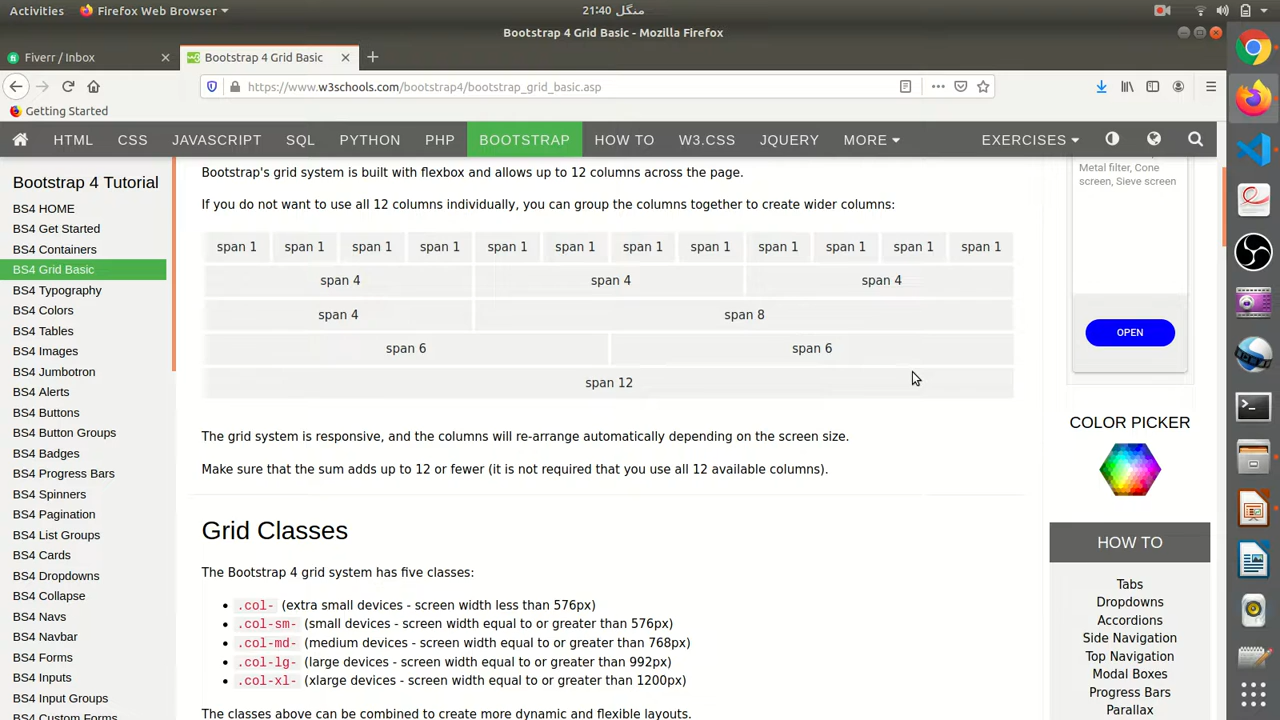 Activities
Firefox Web Browser
منگل 21:40
Bootstrap 4 Grid Basic - Mozilla Firefox
Fiverr / Inbox
Bootstrap 4 Grid Basic
https://www.w3schools.com/bootstrap4/bootstrap_grid_basic.asp
Getting Started
HTML CSS JAVASCRIPT SQL PYTHON PHP BOOTSTRAP HOW TO W3.CSS JQUERY MORE EXERCISES
Bootstrap 4 Tutorial
BS4 HOME
BS4 Get Started
BS4 Containers
BS4 Grid Basic
BS4 Typography
BS4 Colors
BS4 Tables
BS4 Images
BS4 Jumbotron
BS4 Alerts
BS4 Buttons
BS4 Button Groups
BS4 Badges
BS4 Progress Bars
BS4 Spinners
BS4 Pagination
BS4 List Groups
BS4 Cards
BS4 Dropdowns
BS4 Collapse
BS4 Navs
BS4 Navbar
BS4 Forms
BS4 Inputs
BS4 Input Groups
BS4 Custom Forms
Bootstrap's grid system is built with flexbox and allows up to 12 columns across the page.
If you do not want to use all 12 columns individually, you can group the columns together to create wider columns:
span 1 span 1 span 1 span 1 span 1 span 1 span 1 span 1 span 1 span 1 span 1 span 1
span 4 span 4 span 4
span 4 span 8
span 6 span 6
span 12
The grid system is responsive, and the columns will re-arrange automatically depending on the screen size.
Make sure that the sum adds up to 12 or fewer (it is not required that you use all 12 available columns).
Grid Classes
The Bootstrap 4 grid system has five classes:
.col- (extra small devices - screen width less than 576px)
.col-sm- (small devices - screen width equal to or greater than 576px)
.col-md- (medium devices - screen width equal to or greater than 768px)
.col-lg- (large devices - screen width equal to or greater than 992px)
.col-xl- (xlarge devices - screen width equal to or greater than 1200px)
The classes above can be combined to create more dynamic and flexible layouts.
Metal filter, Cone
screen, Sieve screen
OPEN
COLOR PICKER
HOW TO
Tabs
Dropdowns
Accordions
Side Navigation
Top Navigation
Modal Boxes
Progress Bars
Parallax